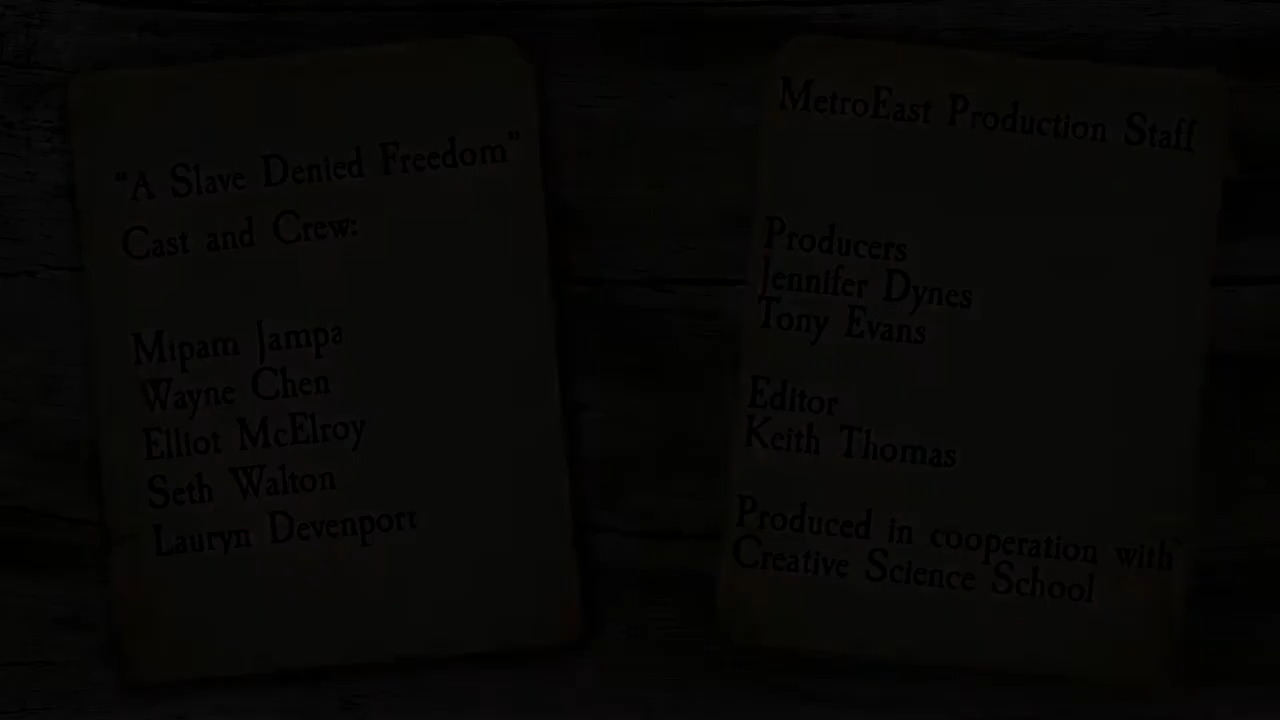 "A Slave Denied Freedom"
Cast and Crew:
Mipam Jampa
Wayne Chen
Elliot McElroy
Seth Walton
Lauryn Devenport
MetroEast Production Staff
Producers
Jennifer Dynes
Tony Evans
Editor
Keith Thomas
Produced in cooperation with
Creative Science School